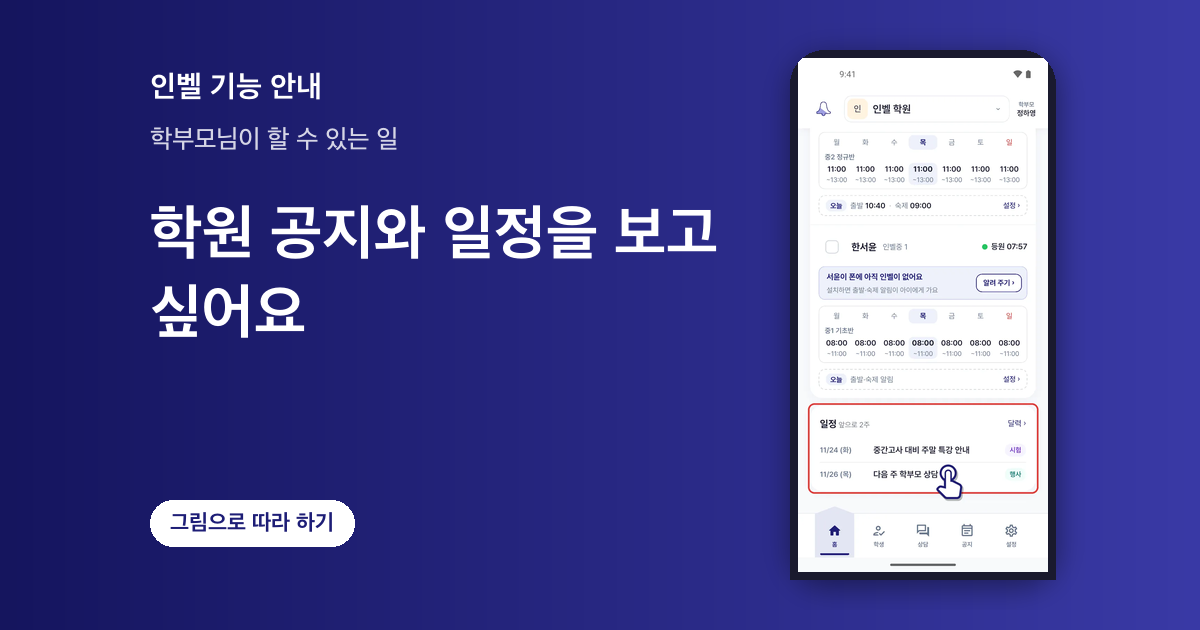 인벨 기능 안내
학부모님이 할 수 있는 일
학원 공지와 일정을 보고
싶어요
그림으로 따라 하기
9:41
인 인벨 학원
학부모
정하영
월 화 수 목 금 토 일
중2 정규반
11:00 11:00 11:00 11:00 11:00 11:00 11:00
~13:00 ~13:00 ~13:00 ~13:00 ~13:00 ~13:00 ~13:00
오늘 출발 10:40 · 숙제 09:00 설정 ›
한서윤 인벨중 1 등원 07:57
서윤이 폰에 아직 인벨이 없어요
설치하면 출발·숙제 알림이 아이에게 가요
알려 주기 ›
월 화 수 목 금 토 일
중1 기초반
08:00 08:00 08:00 08:00 08:00 08:00 08:00
~11:00 ~11:00 ~11:00 ~11:00 ~11:00 ~11:00 ~11:00
오늘 출발·숙제 알림 설정 ›
일정 앞으로 2주 달력 ›
11/24 (화) 중간고사 대비 주말 특강 안내 시험
11/26 (목) 다음 주 학부모 상담 행사
홈 학생 상담 공지 설정